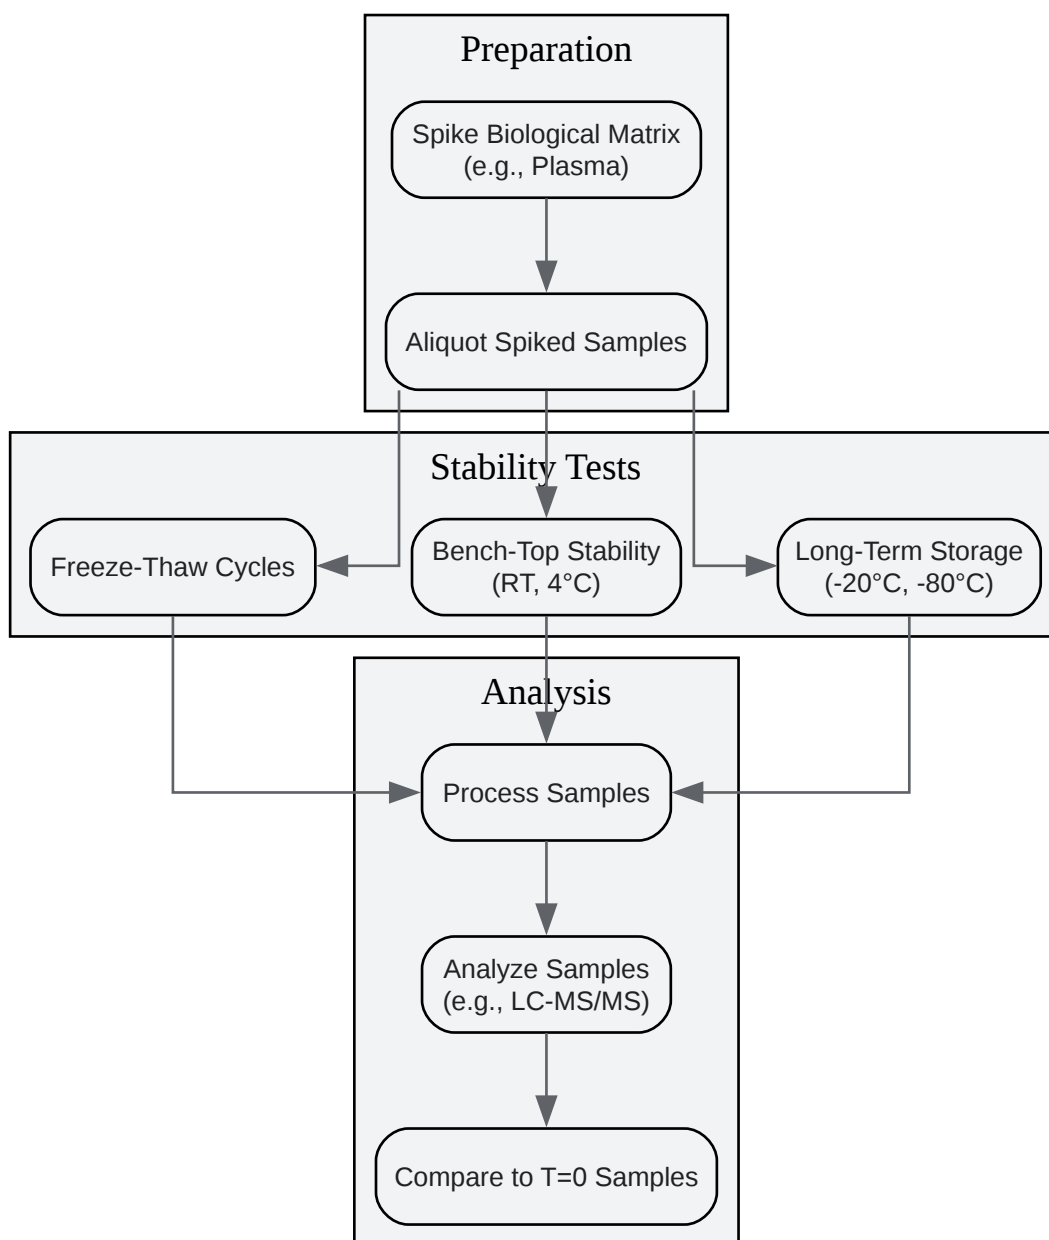 Preparation
Spike Biological Matrix
(e.g., Plasma)
Aliquot Spiked Samples
Stability Tests
Freeze-Thaw Cycles
Bench-Top Stability
(RT, 4°C)
Long-Term Storage
(-20°C, -80°C)
Analysis
Process Samples
Analyze Samples
(e.g., LC-MS/MS)
Compare to T=0 Samples